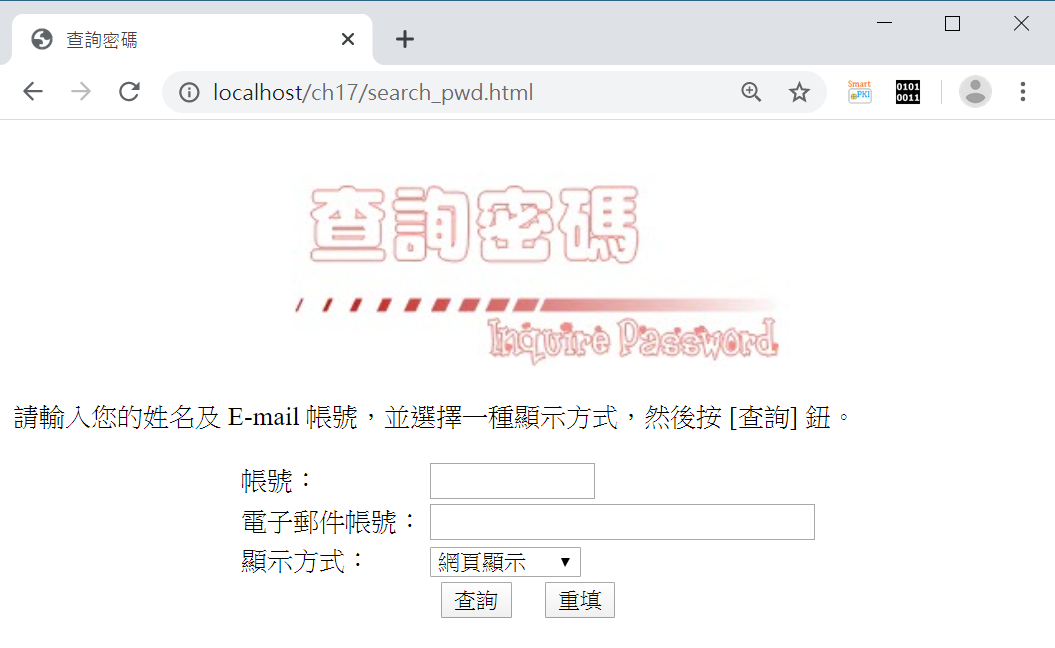 查詢密碼
localhost/ch17/search_pwd.html
Smart
PKI
0101
0011
查詢密碼
Inquire Password
請輸入您的姓名及 E-mail 帳號，並選擇一種顯示方式，然後按 [查詢] 鈕。
帳號：
電子郵件帳號：
顯示方式：
網頁顯示
查詢 重填